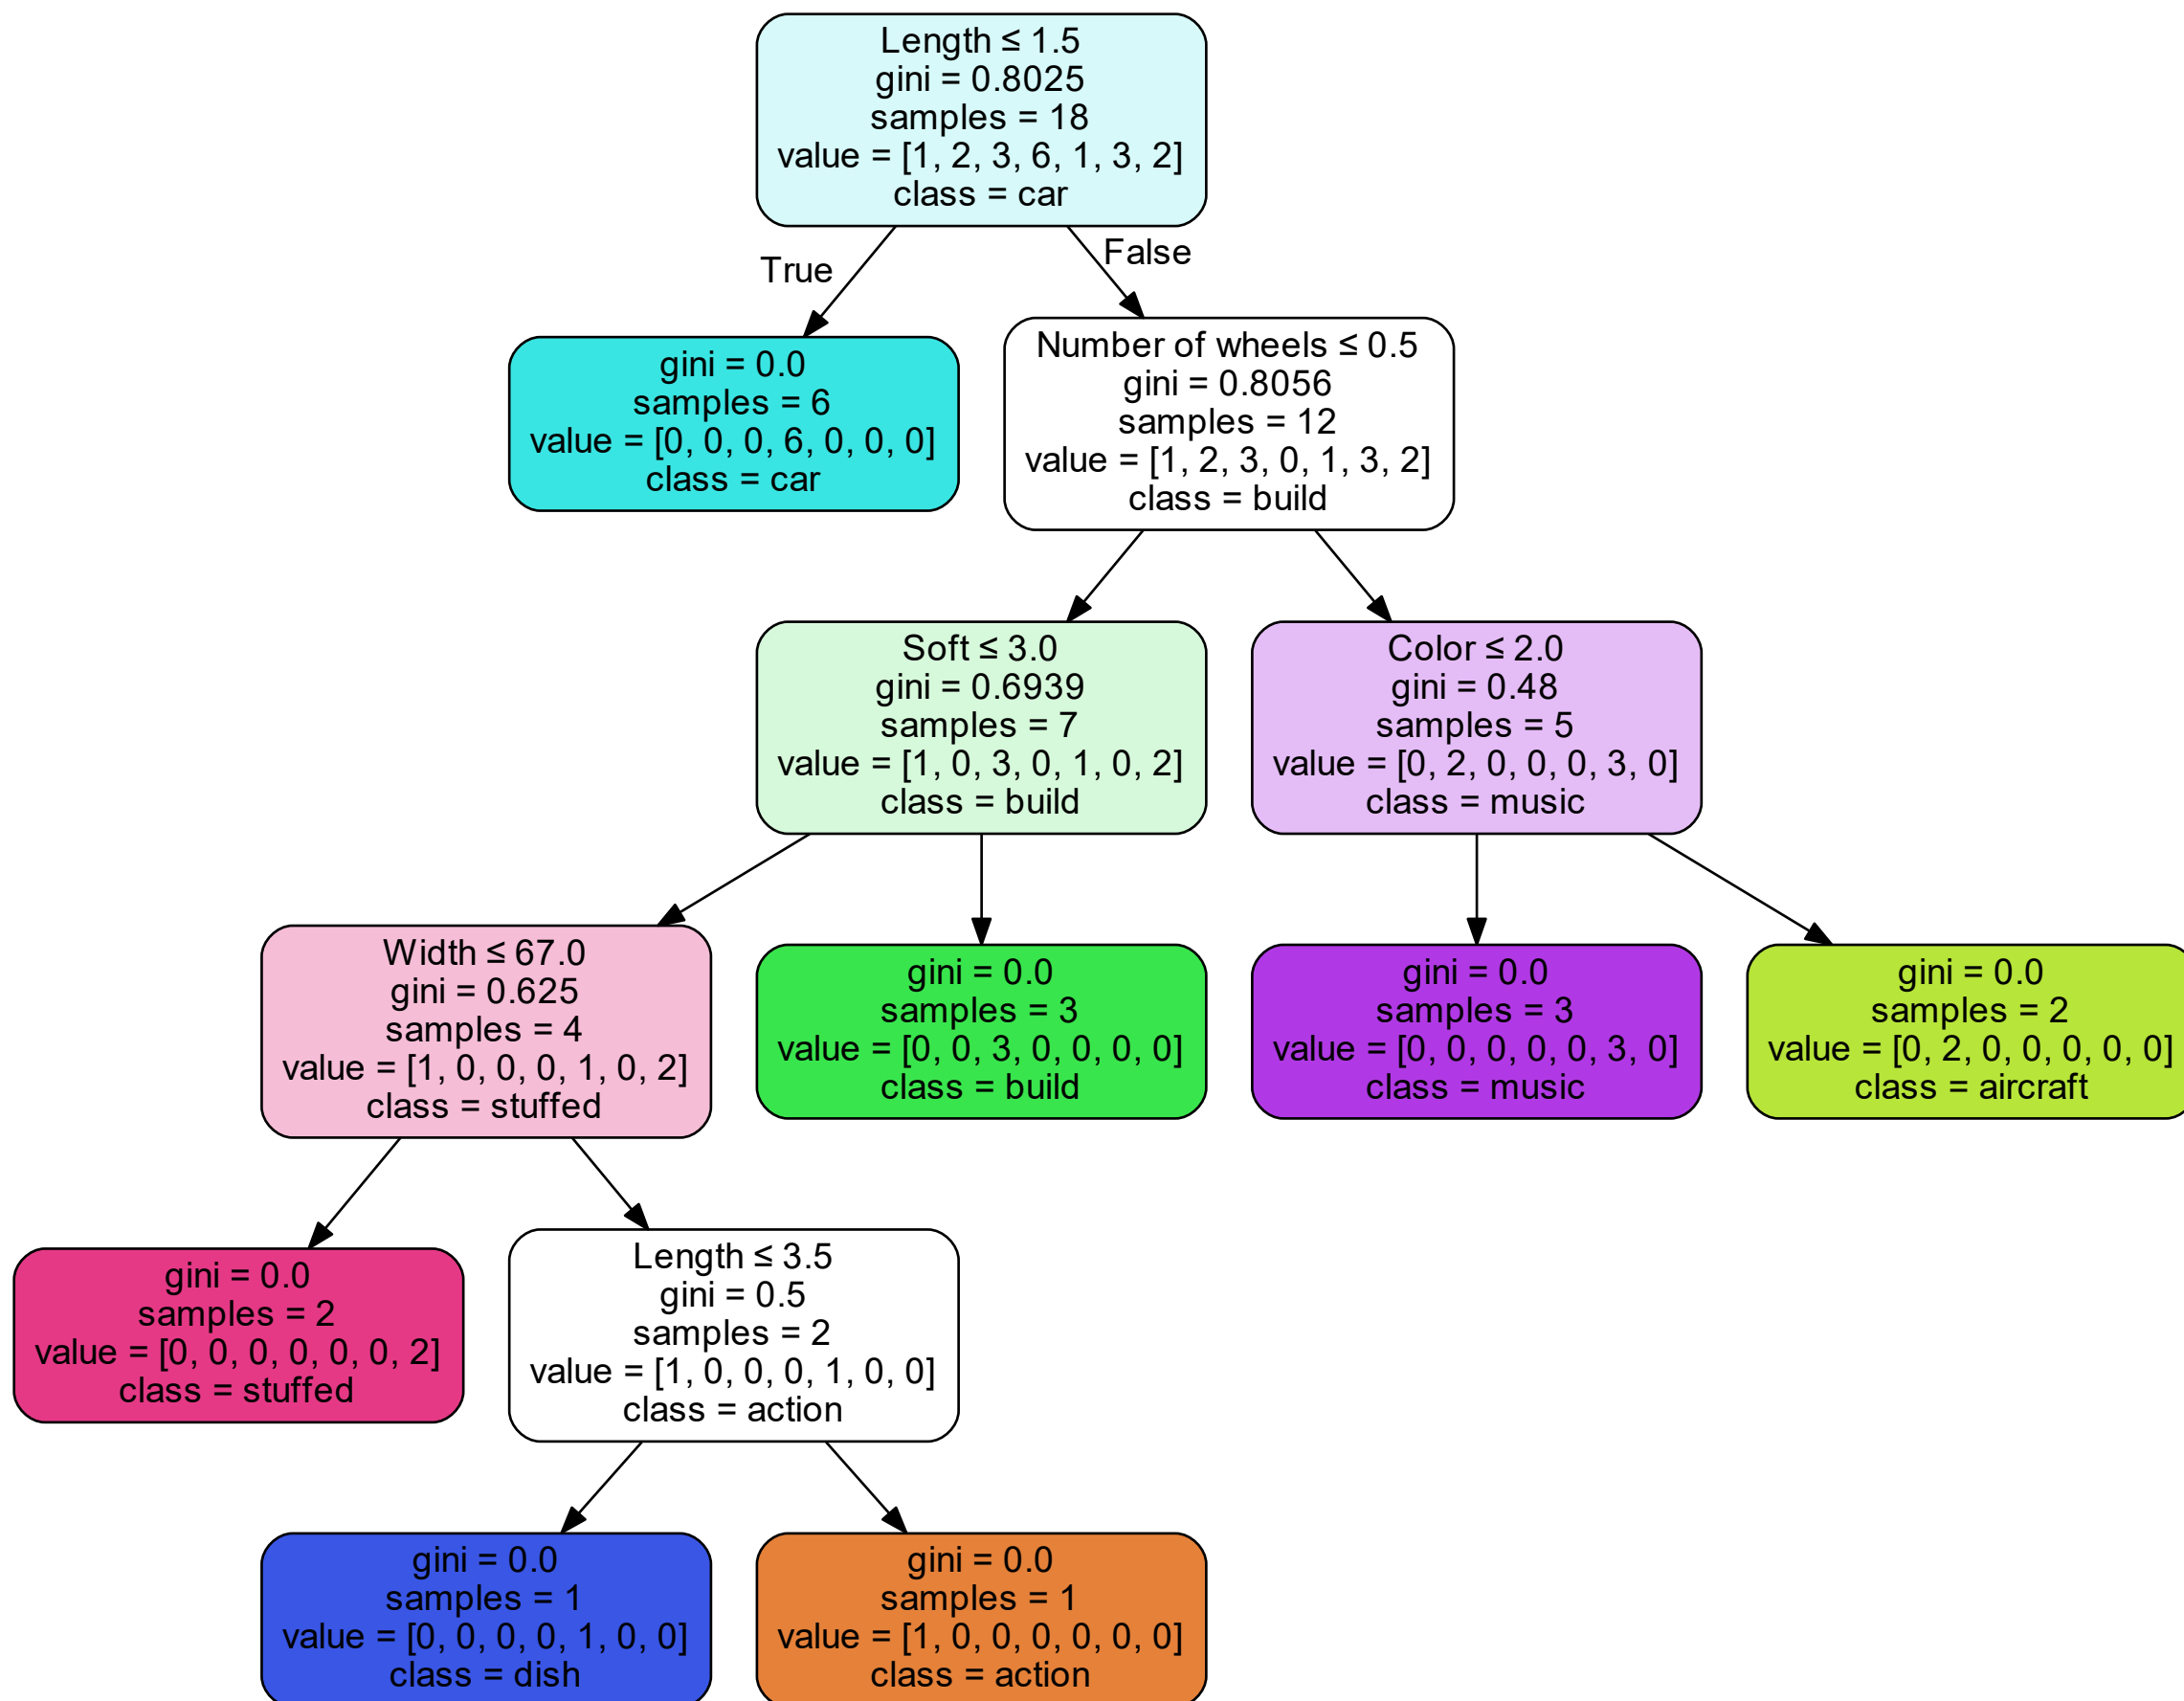 Length ≤ 1.5
gini = 0.8025
samples = 18
value = [1, 2, 3, 6, 1, 3, 2]
class = car
True
False
gini = 0.0
samples = 6
value = [0, 0, 0, 6, 0, 0, 0]
class = car
Number of wheels ≤ 0.5
gini = 0.8056
samples = 12
value = [1, 2, 3, 0, 1, 3, 2]
class = build
Soft ≤ 3.0
gini = 0.6939
samples = 7
value = [1, 0, 3, 0, 1, 0, 2]
class = build
Color ≤ 2.0
gini = 0.48
samples = 5
value = [0, 2, 0, 0, 0, 3, 0]
class = music
Width ≤ 67.0
gini = 0.625
samples = 4
value = [1, 0, 0, 0, 1, 0, 2]
class = stuffed
gini = 0.0
samples = 3
value = [0, 0, 3, 0, 0, 0, 0]
class = build
gini = 0.0
samples = 3
value = [0, 0, 0, 0, 0, 3, 0]
class = music
gini = 0.0
samples = 2
value = [0, 2, 0, 0, 0, 0, 0]
class = aircraft
gini = 0.0
samples = 2
value = [0, 0, 0, 0, 0, 0, 2]
class = stuffed
Length ≤ 3.5
gini = 0.5
samples = 2
value = [1, 0, 0, 0, 1, 0, 0]
class = action
gini = 0.0
samples = 1
value = [0, 0, 0, 0, 1, 0, 0]
class = dish
gini = 0.0
samples = 1
value = [1, 0, 0, 0, 0, 0, 0]
class = action